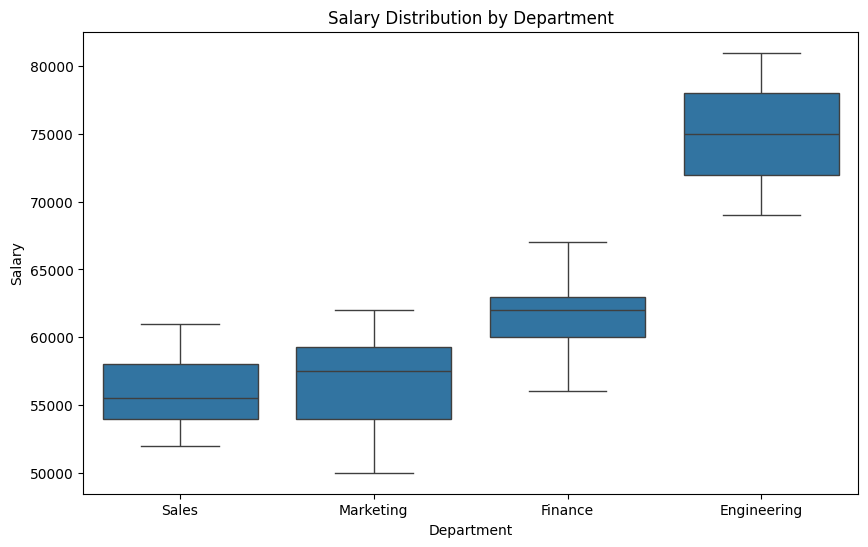 Salary Distribution by Department
80000
75000
70000
65000
60000
55000
50000
Salary
Sales Marketing Finance Engineering
Department